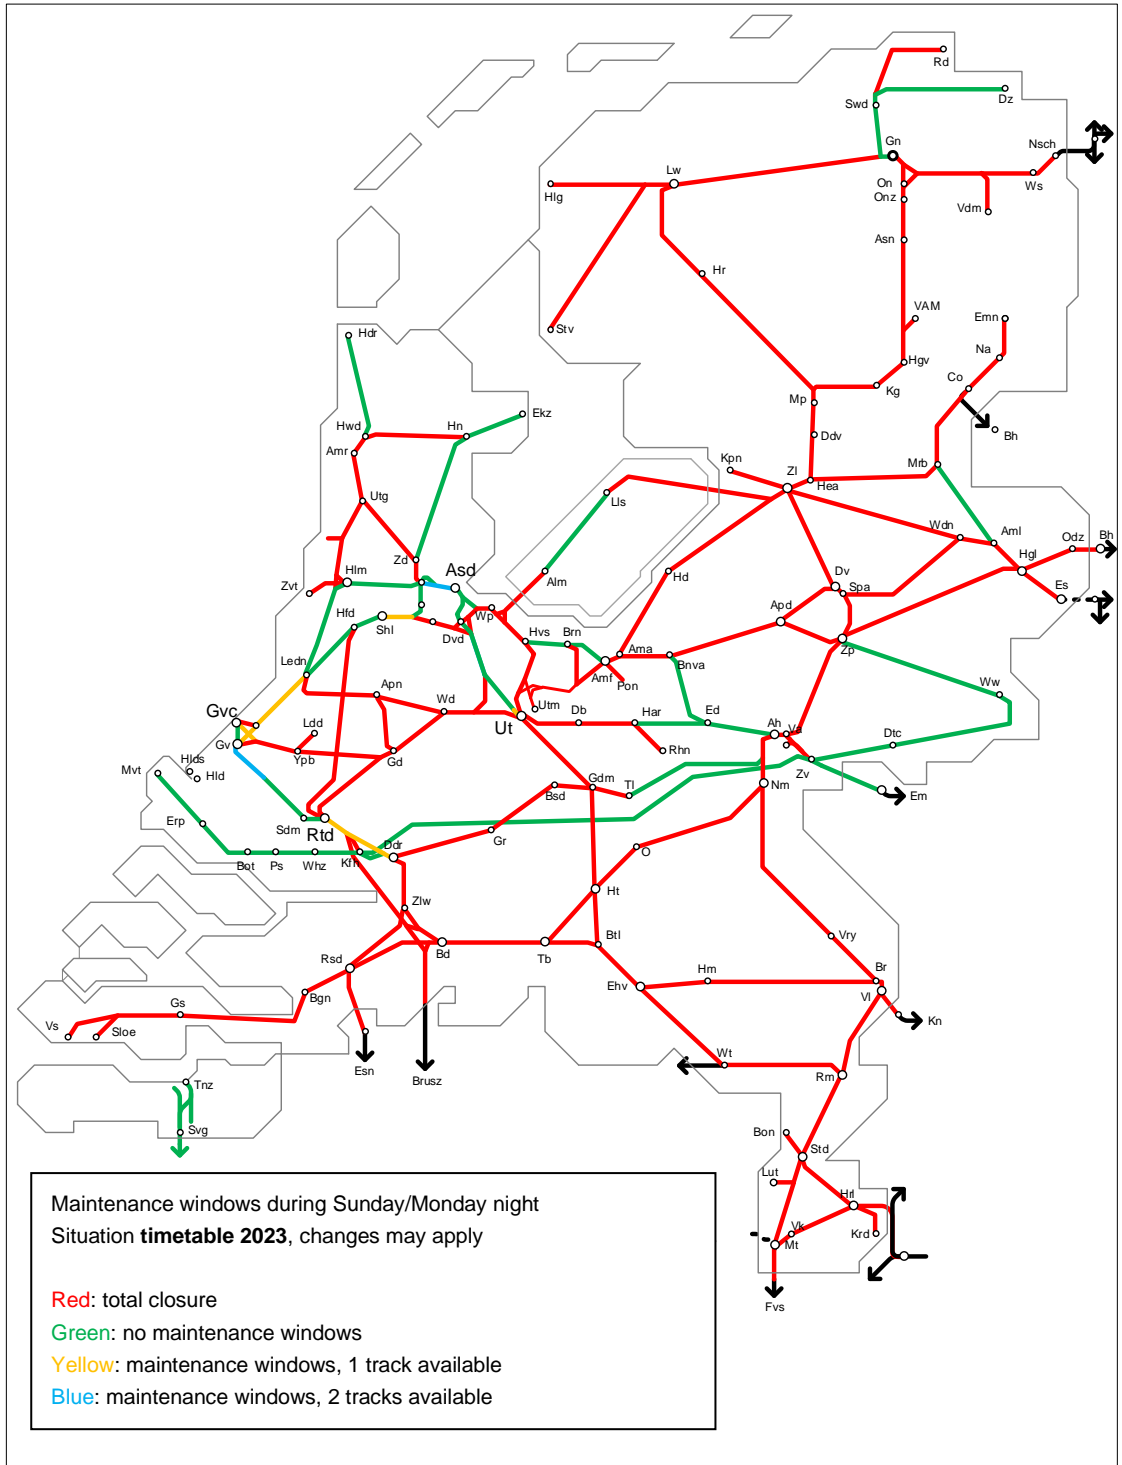 Rd
Dz
Swd
Gn
Nsch
Lw
On
Ws
Hlg
Onz
Vdm
Asn
Hr
VAM
Emn
Stv
Hdr
Hgv
Na
Co
Kg
Mp
Ekz
Hwd
Hn
Bh
Ddv
Amr
Kpn
Zl
Mrb
Hea
Utg
Lls
Wdn
Aml
Odz
Bh
Zd
Asd
Hgl
Hlm
Alm
Hd
Dv
Es
Zvt
Spa
Wp
Apd
Hfd
Shl
Dvd
Hvs
Brn
Zp
Ama
Ledn
Bnva
Amf
Pon
Ww
Apn
Gvc
Wd
Utm
Ldd
Ut
Db
Har
Ed
Ah
Va
Gv
Dtc
Ypb
Gd
Rhn
Hlds
Zv
Mvt
Hld
Gdm
Tl
Nm
Bsd
Em
Erp
Sdm
Rtd
Gr
Ddr
O
Bot
Ps
Whz
Kfh
Ht
Zlw
Btl
Vry
Bd
Tb
Rsd
Hm
Br
Ehv
Bgn
Vl
Gs
Kn
Vs
Sloe
Wt
Esn
Brusz
Rm
Tnz
Svg
Bon
Std
Lut
Hrl
Vk
Krd
Mt
Fvs
Maintenance windows during Sunday/Monday night
Situation timetable 2023, changes may apply
Red: total closure
Green: no maintenance windows
Yellow: maintenance windows, 1 track available
Blue: maintenance windows, 2 tracks available